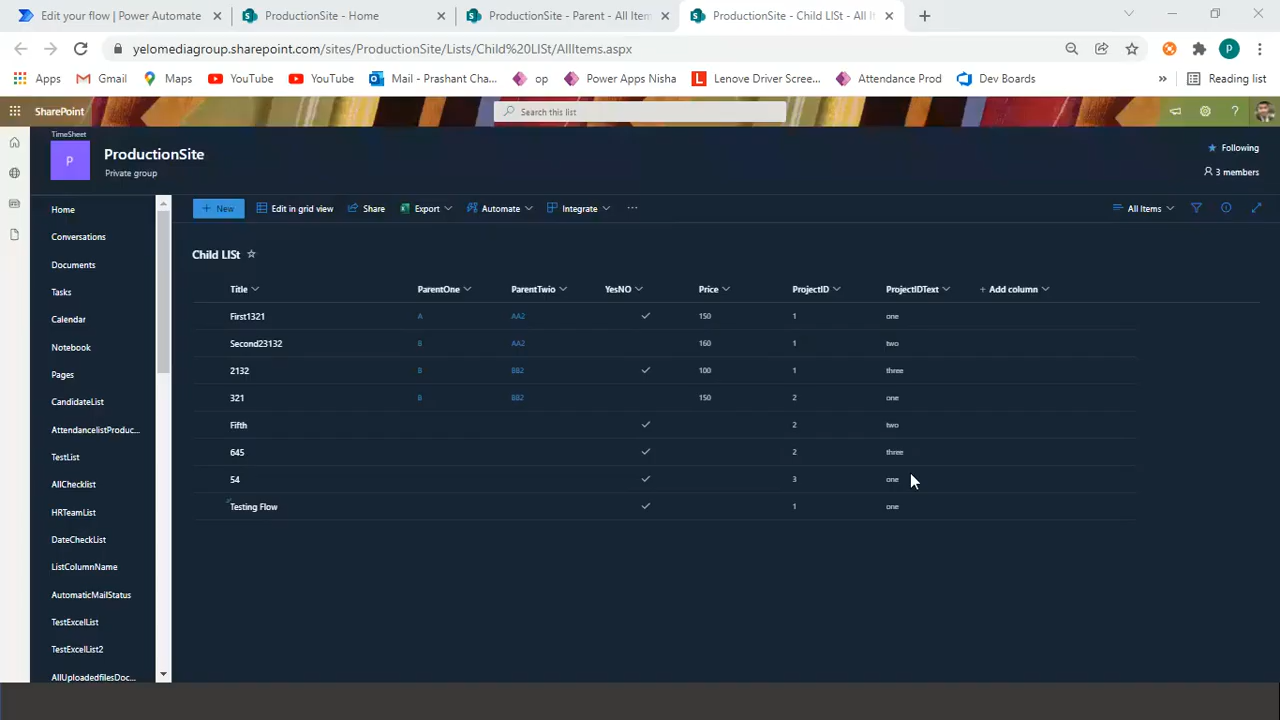 Edit your flow | Power Automate
ProductionSite - Home
ProductionSite - Parent - All Item
ProductionSite - Child LISt - All I
yelomediagroup.sharepoint.com/sites/ProductionSite/Lists/Child%20LISt/AllItems.aspx
P
Apps Gmail Maps YouTube YouTube Mail - Prashant Cha... op Power Apps Nisha Lenove Driver Scree... Attendance Prod Dev Boards » Reading list
SharePoint Search this list ?
TimeSheet
P
ProductionSite
Private group
Following
3 members
Home
Conversations
Documents
Tasks
Calendar
Notebook
Pages
CandidateList
AttendancelistProduc...
TestList
AllChecklist
HRTeamList
DateCheckList
ListColumnName
AutomaticMailStatus
TestExcelList
TestExcelList2
AllUploadedfilesDoc...
+ New Edit in grid view Share Export Automate Integrate ... All Items
Child LISt
Title ParentOne ParentTwio YesNO Price ProjectID ProjectIDText + Add column
First1321 A AA2 150 1 one
Second23132 B AA2 160 1 two
2132 B BB2 100 1 three
321 B BB2 150 2 one
Fifth 2 two
645 2 three
54 3 one
Testing Flow 1 one